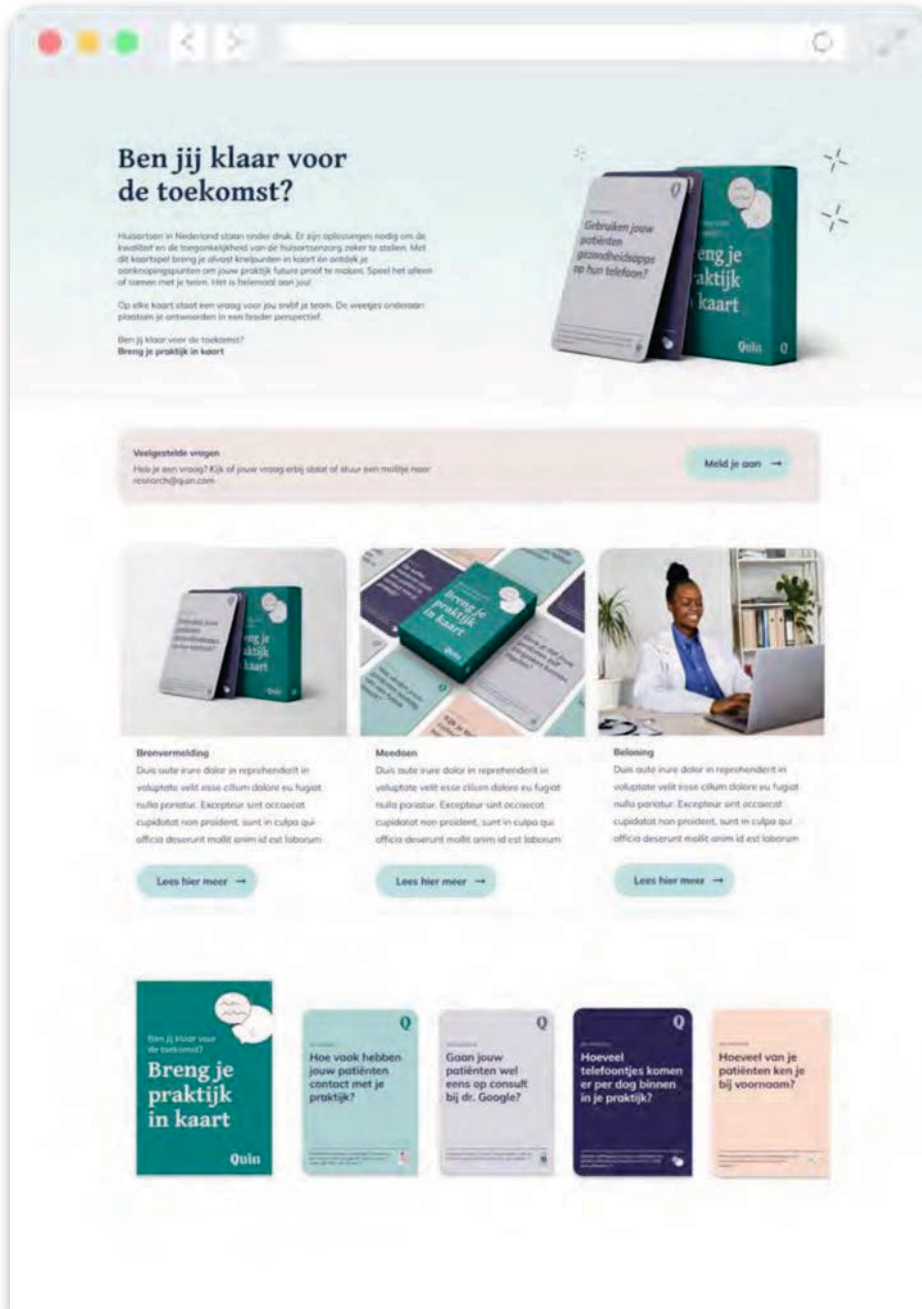 Ben jij klaar voor
de toekomst?
Huisartsen in Nederland staan onder druk. Er zijn oplossingen nodig om de
kwaliteit en de toegankelijkheid van de huisartsenzorg zeker te stellen. Met
dit kaartspel breng je alvast knelpunten in kaart en ontdek je
aanknopingspunten om jouw praktijk future proof te maken. Speel het alleen
of samen met je team. Het is helemaal aan jou!
Op elke kaart staat een vraag voor jou en/of je team. De weetjes onderaan
plaatsen je antwoorden in een breder perspectief.
Ben jij klaar voor de toekomst?
Breng je praktijk in kaart
Q
Gebruiken jouw
patiënten
gezondheidsapps
op hun telefoon?
eng je
aktijk
kaart
Quin Q
Veelgestelde vragen
Heb je een vraag? Kijk of jouw vraag erbij staat of stuur een mailtje naar
research@quin.com
Meld je aan →
eng je
aktijk
kaart
Quin
Breng je
praktijk
in kaart
Quin
Bronvermelding
Duis aute irure dolor in reprehenderit in
voluptate velit esse cillum dolore eu fugiat
nulla pariatur. Excepteur sint occaecat
cupidatat non proident, sunt in culpa qui
officia deserunt mollit anim id est laborum
Lees hier meer →
Meedoen
Duis aute irure dolor in reprehenderit in
voluptate velit esse cillum dolore eu fugiat
nulla pariatur. Excepteur sint occaecat
cupidatat non proident, sunt in culpa qui
officia deserunt mollit anim id est laborum
Lees hier meer →
Beloning
Duis aute irure dolor in reprehenderit in
voluptate velit esse cillum dolore eu fugiat
nulla pariatur. Excepteur sint occaecat
cupidatat non proident, sunt in culpa qui
officia deserunt mollit anim id est laborum
Lees hier meer →
Ben jij klaar voor
de toekomst?
Breng je
praktijk
in kaart
Quin
Q
Hoe vaak hebben
jouw patiënten
contact met je
praktijk?
Q
Gaan jouw
patiënten wel
eens op consult
bij dr. Google?
Q
Hoeveel
telefoontjes komen
er per dag binnen
in je praktijk?
Hoeveel van je
patiënten ken je
bij voornaam?